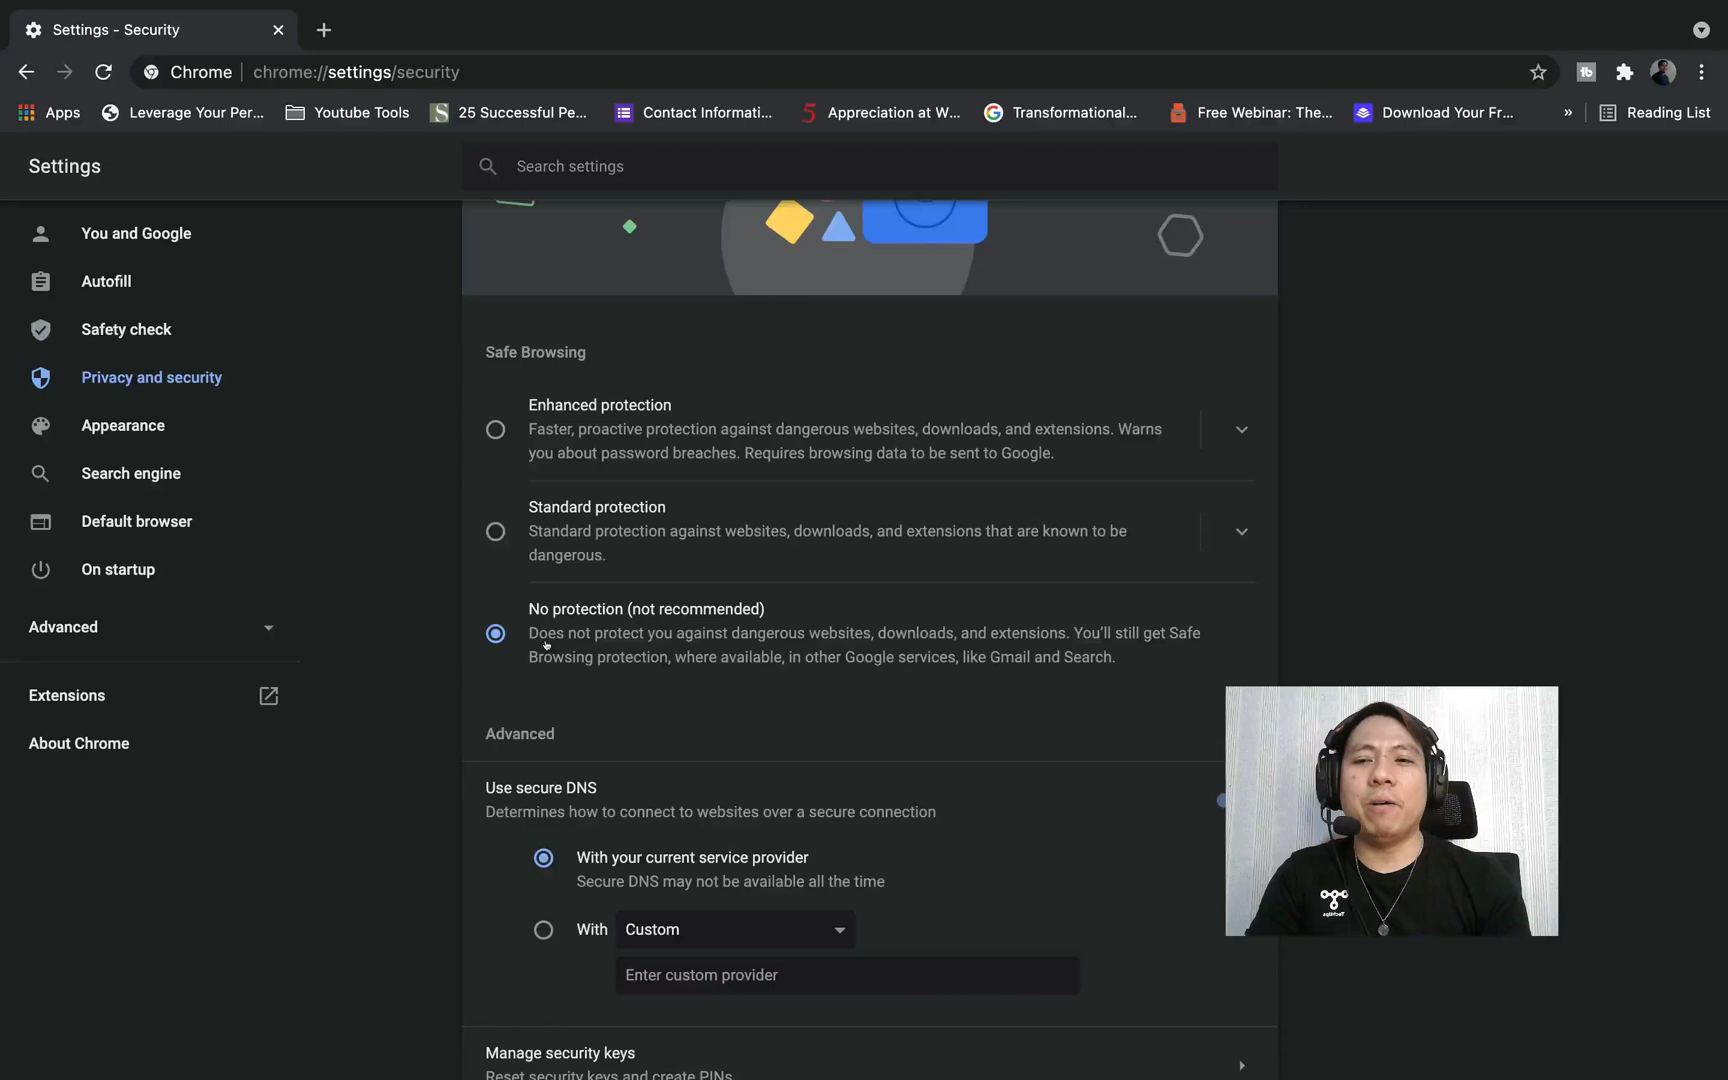 Settings - Security
Chrome
chrome://settings/security
Apps
Leverage Your Per...
Youtube Tools
25 Successful Pe...
Contact Informati...
Appreciation at W...
Transformational...
Free Webinar: The...
Download Your Fr...
»
Reading List
Settings
Search settings
You and Google
Autofill
Safety check
Privacy and security
Appearance
Search engine
Default browser
On startup
Advanced
Extensions
About Chrome
Safe Browsing
Enhanced protection
Faster, proactive protection against dangerous websites, downloads, and extensions. Warns
you about password breaches. Requires browsing data to be sent to Google.
Standard protection
Standard protection against websites, downloads, and extensions that are known to be
dangerous.
No protection (not recommended)
Does not protect you against dangerous websites, downloads, and extensions. You'll still get Safe
Browsing protection, where available, in other Google services, like Gmail and Search.
Advanced
Use secure DNS
Determines how to connect to websites over a secure connection
With your current service provider
Secure DNS may not be available all the time
With
Custom
Enter custom provider
Manage security keys
Reset security keys and create PINs